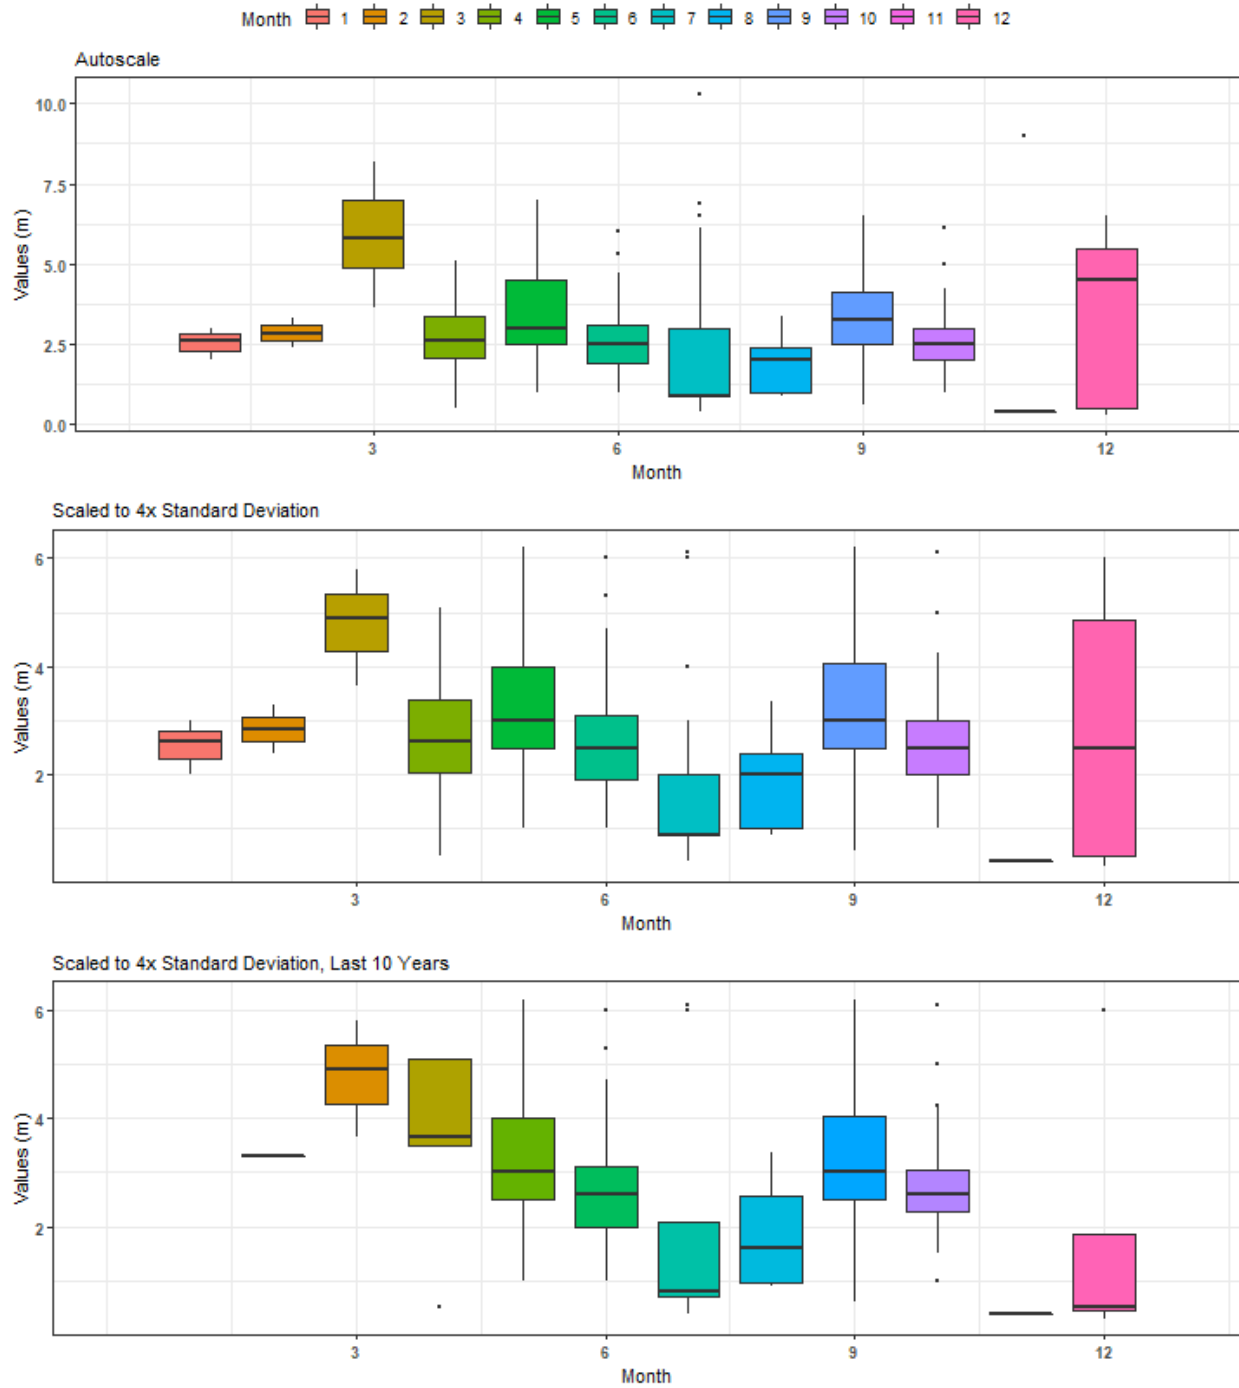 Month 1 2 3 4 5 6 7 8 9 10 11 12
Autoscale
10.0
7.5
5.0
2.5
0.0
Values (m)
3 6 9 12
Month
Scaled to 4x Standard Deviation
6
4
2
Values (m)
3 6 9 12
Month
Scaled to 4x Standard Deviation, Last 10 Years
6
4
2
Values (m)
3 6 9 12
Month